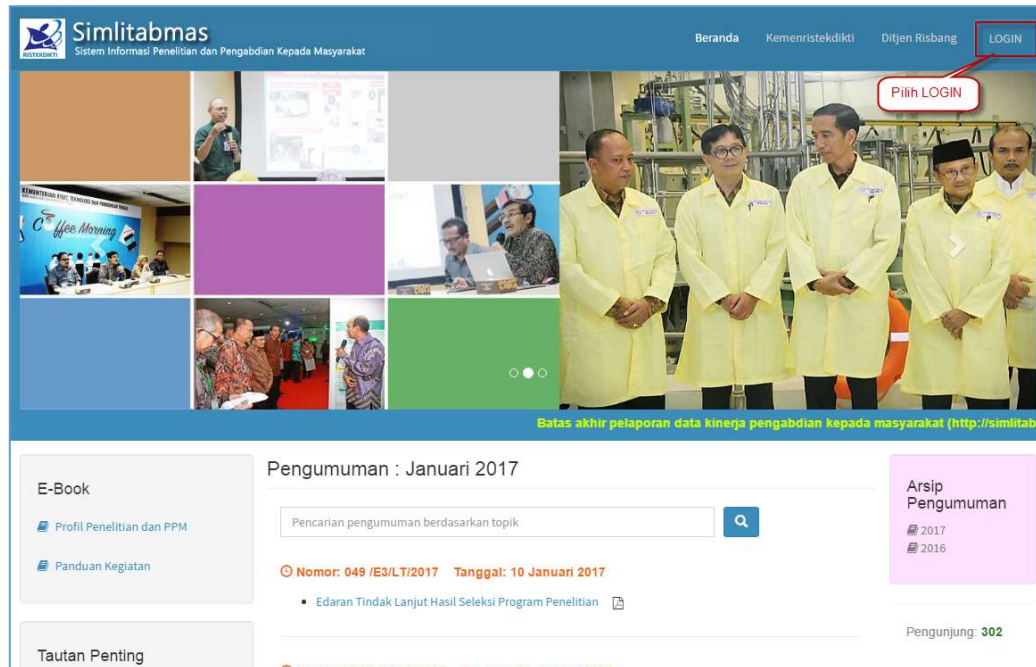 Simlitabmas
Sistem Informasi Penelitian dan Pengabdian Kepada Masyarakat
RISTEKDIKTI
Beranda Kemenristekdikti Ditjen Risbang LOGIN
Pilih LOGIN
KEMENTERIAN RISET, TEKNOLOGI DAN PENDIDIKAN TINGGI
Coffee Morning
Batas akhir pelaporan data kinerja pengabdian kepada masyarakat (http://simlitab
E-Book
Profil Penelitian dan PPM
Panduan Kegiatan
Tautan Penting
Pengumuman : Januari 2017
Pencarian pengumuman berdasarkan topik
Nomor: 049 /E3/LT/2017 Tanggal: 10 Januari 2017
Edaran Tindak Lanjut Hasil Seleksi Program Penelitian
Arsip
Pengumuman
2017
2016
Pengunjung: 302